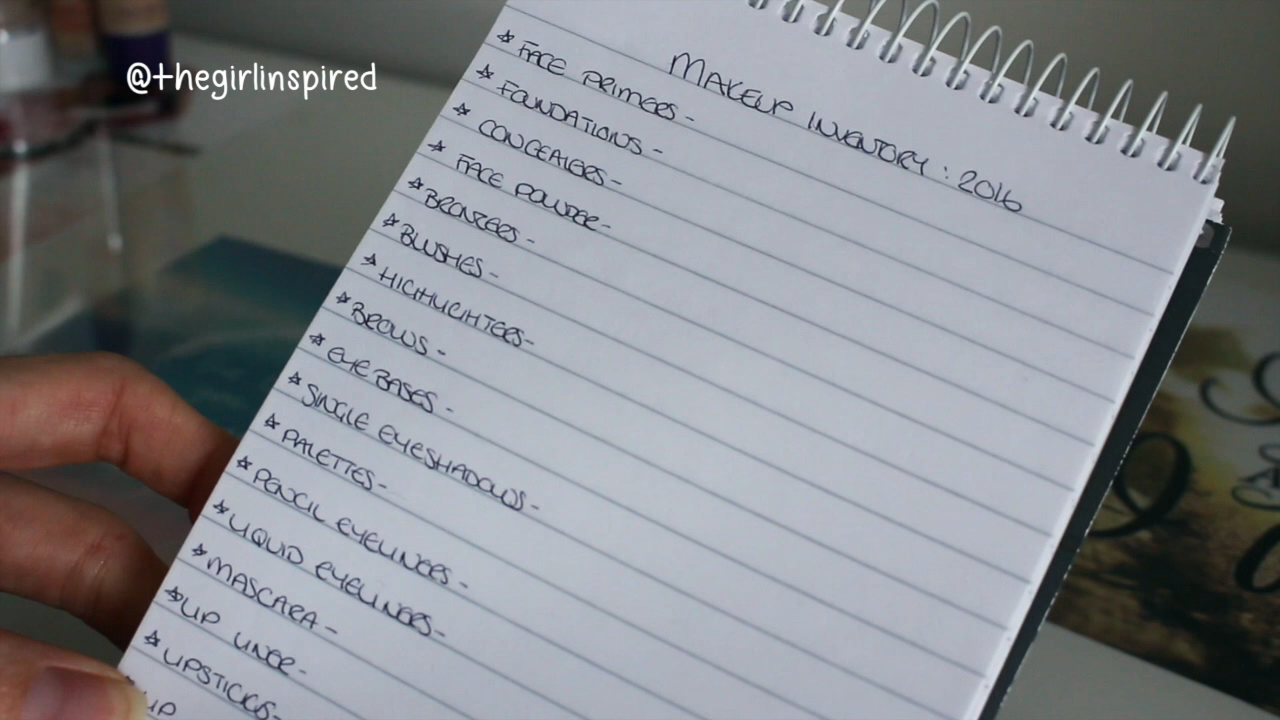 @thegirlinspired
MAKEUP INVENTORY : 2016
☆ FACE PRIMERS -
☆ FOUNDATIONS -
☆ CONCEALERS -
☆ FACE POWDER -
☆ BRONZERS -
☆ BLUSHES -
☆ HIGHLIGHTERS -
☆ BROWS -
☆ EYE BASES -
☆ SINGLE EYESHADOWS -
☆ PALETTES -
☆ PENCIL EYELINERS -
☆ LIQUID EYELINERS -
☆ MASCARA -
☆ LIP LINER -
☆ LIPSTICKS -
LIP